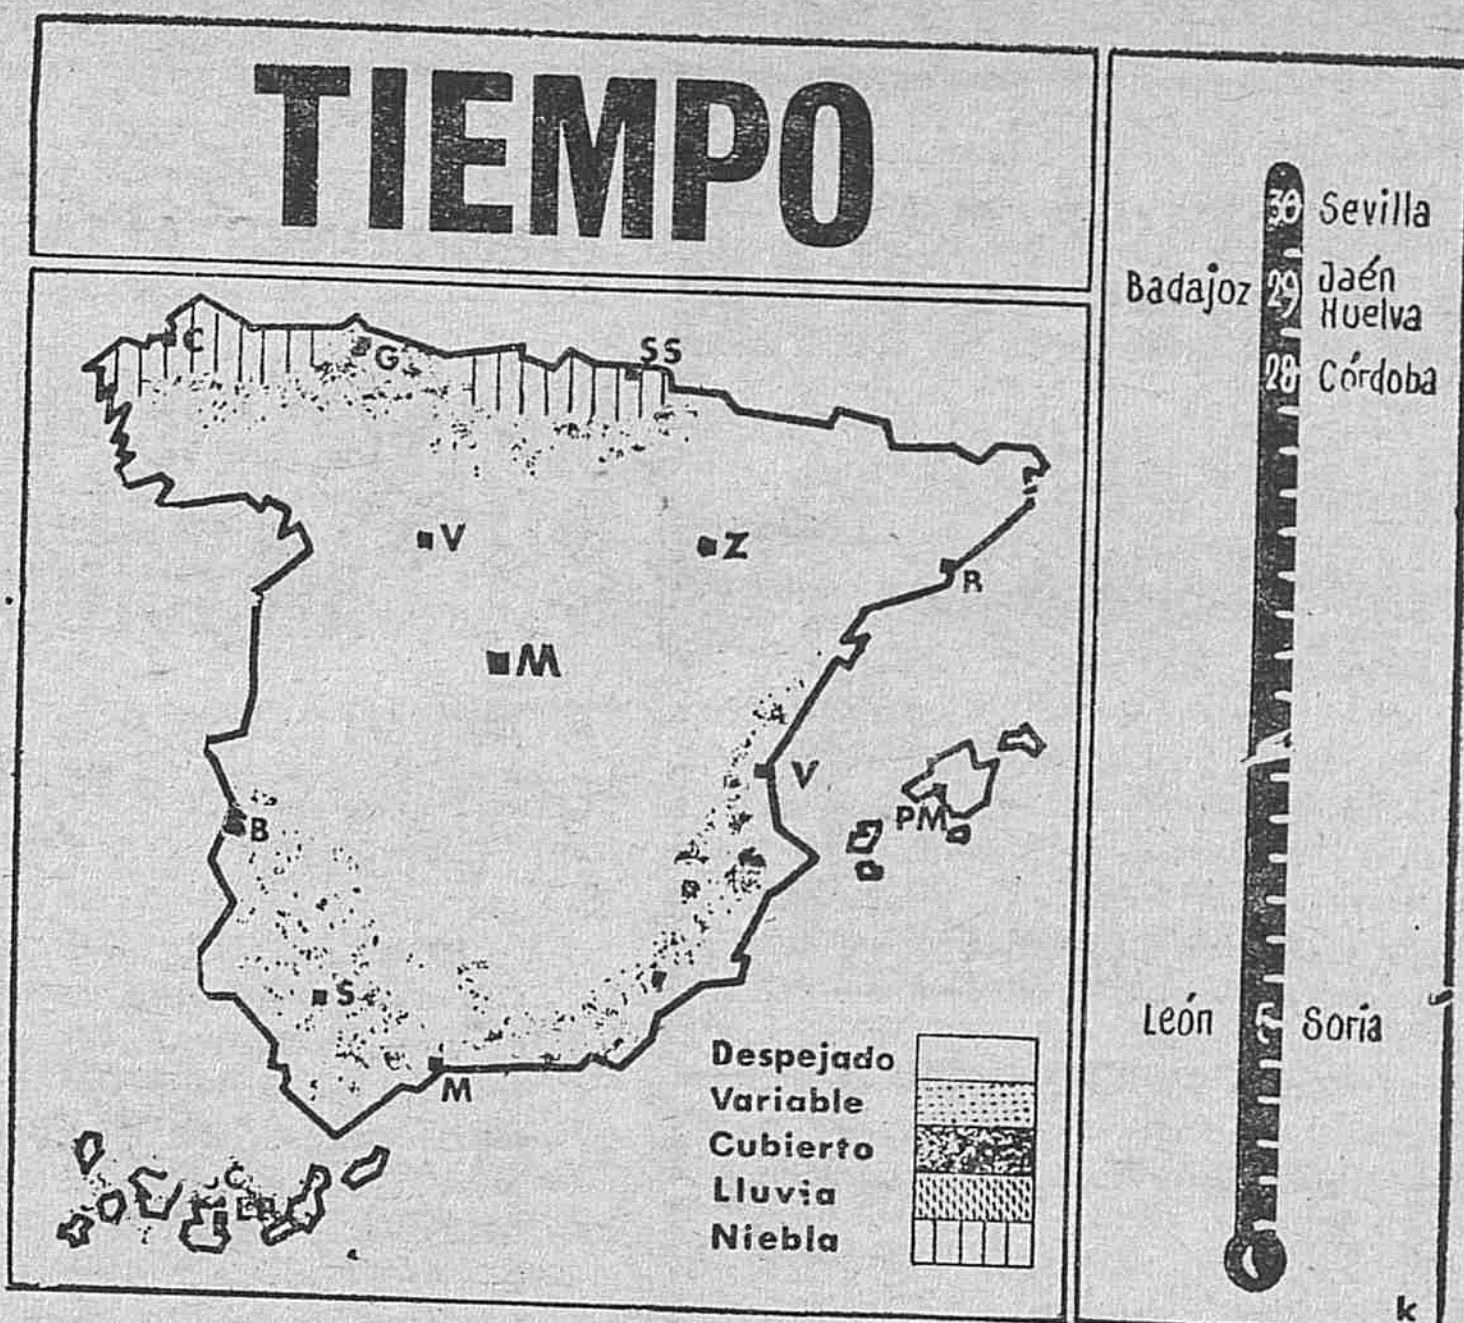 TIEMPO
C
G
SS
V
Z
B
M
V
PM
B
S
M
C
Despejado
Variable
Cubierto
Lluvia
Niebla
30 Sevilla
Badajoz 29 Jaén
Huelva
28 Córdoba
León 5 Soria
k